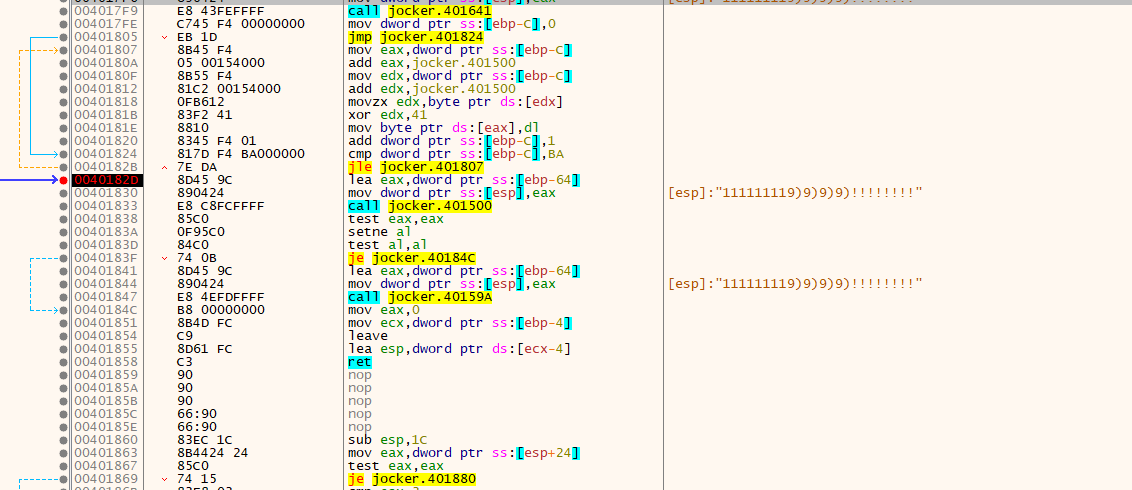 004017F9 E8 43FEFFFF call jocker.401641
004017FE C745 F4 00000000 mov dword ptr ss:[ebp-C],0
00401805 EB 1D jmp jocker.401824
00401807 8B45 F4 mov eax,dword ptr ss:[ebp-C]
0040180A 05 00154000 add eax,jocker.401500
0040180F 8B55 F4 mov edx,dword ptr ss:[ebp-C]
00401812 81C2 00154000 add edx,jocker.401500
00401818 0FB612 movzx edx,byte ptr ds:[edx]
0040181B 83F2 41 xor edx,41
0040181E 8810 mov byte ptr ds:[eax],dl
00401820 8345 F4 01 add dword ptr ss:[ebp-C],1
00401824 817D F4 BA000000 cmp dword ptr ss:[ebp-C],BA
0040182B 7E DA jle jocker.401807
0040182D 8D45 9C lea eax,dword ptr ss:[ebp-64]
00401830 890424 mov dword ptr ss:[esp],eax [esp]:"111111119)9)9)9)!!!!!!!!"
00401833 E8 C8FCFFFF call jocker.401500
00401838 85C0 test eax,eax
0040183A 0F95C0 setne al
0040183D 84C0 test al,al
0040183F 74 0B je jocker.40184C
00401841 8D45 9C lea eax,dword ptr ss:[ebp-64]
00401844 890424 mov dword ptr ss:[esp],eax [esp]:"111111119)9)9)9)!!!!!!!!"
00401847 E8 4EFDFFFF call jocker.40159A
0040184C B8 00000000 mov eax,0
00401851 8B4D FC mov ecx,dword ptr ss:[ebp-4]
00401854 C9 leave
00401855 8D61 FC lea esp,dword ptr ds:[ecx-4]
00401858 C3 ret
00401859 90 nop
0040185A 90 nop
0040185B 90 nop
0040185C 66:90 nop
0040185E 66:90 nop
00401860 83EC 1C sub esp,1C
00401863 8B4424 24 mov eax,dword ptr ss:[esp+24]
00401867 85C0 test eax,eax
00401869 74 15 je jocker.401880